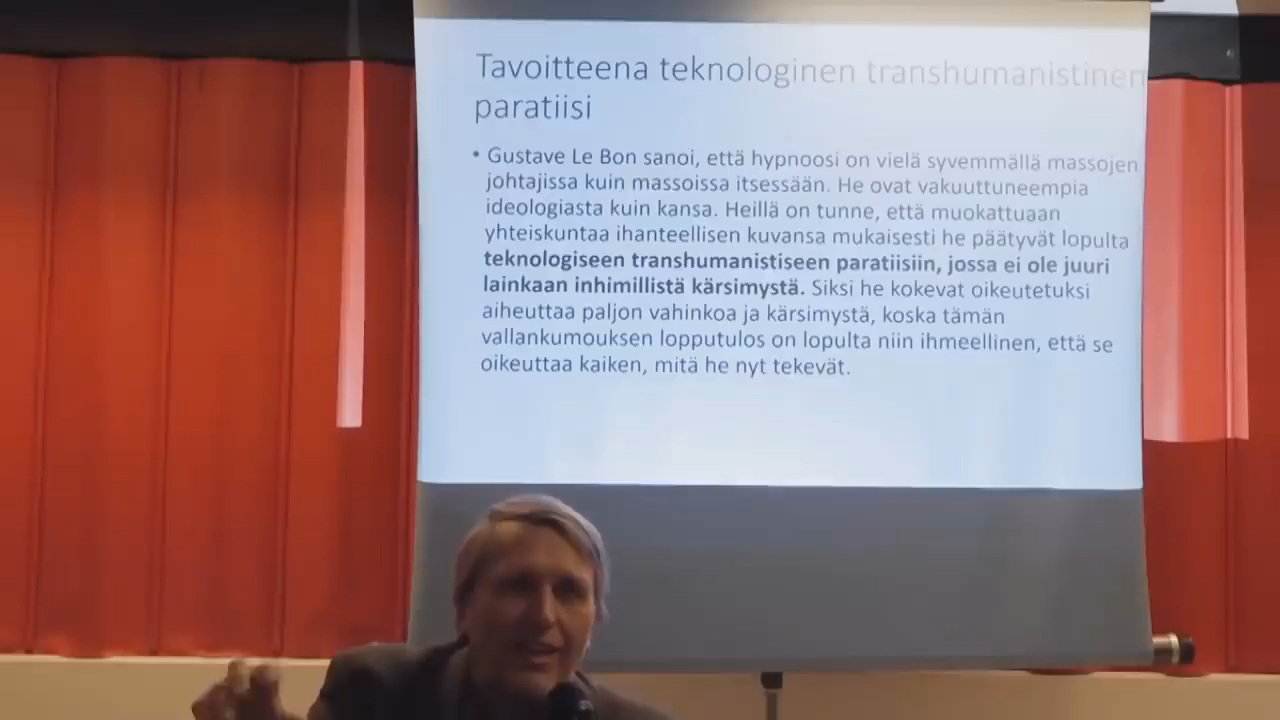 Tavoitteena teknologinen transhumanistinen
paratiisi
• Gustave Le Bon sanoi, että hypnoosi on vielä syvemmällä massojen
johtajissa kuin massoissa itsessään. He ovat vakuuttuneempia
ideologiasta kuin kansa. Heillä on tunne, että muokattuaan
yhteiskuntaa ihanteellisen kuvansa mukaisesti he päätyvät lopulta
teknologiseen transhumanistiseen paratiisiin, jossa ei ole juuri
lainkaan inhimillistä kärsimystä. Siksi he kokevat oikeutetuksi
aiheuttaa paljon vahinkoa ja kärsimystä, koska tämän
vallankumouksen lopputulos on lopulta niin ihmeellinen, että se
oikeuttaa kaiken, mitä he nyt tekevät.